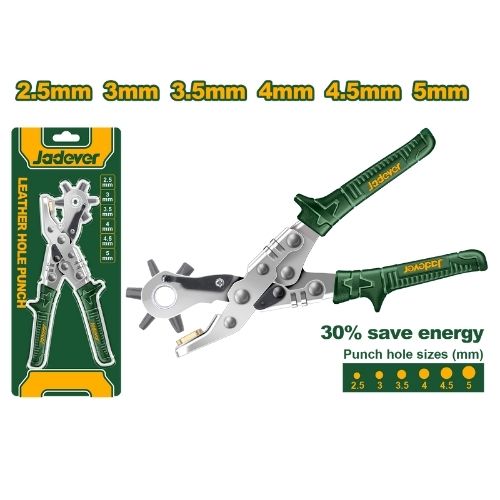 Jadever
2.5mm 3mm 3.5mm 4mm 4.5mm 5mm
Jadever
LEATHER HOLE PUNCH
2.5
mm
3
mm
3.5
mm
4
mm
4.5
mm
5
mm
Jadever
Jadever
Jadever
30% save energy
Punch hole sizes (mm)
2.5 3 3.5 4 4.5 5